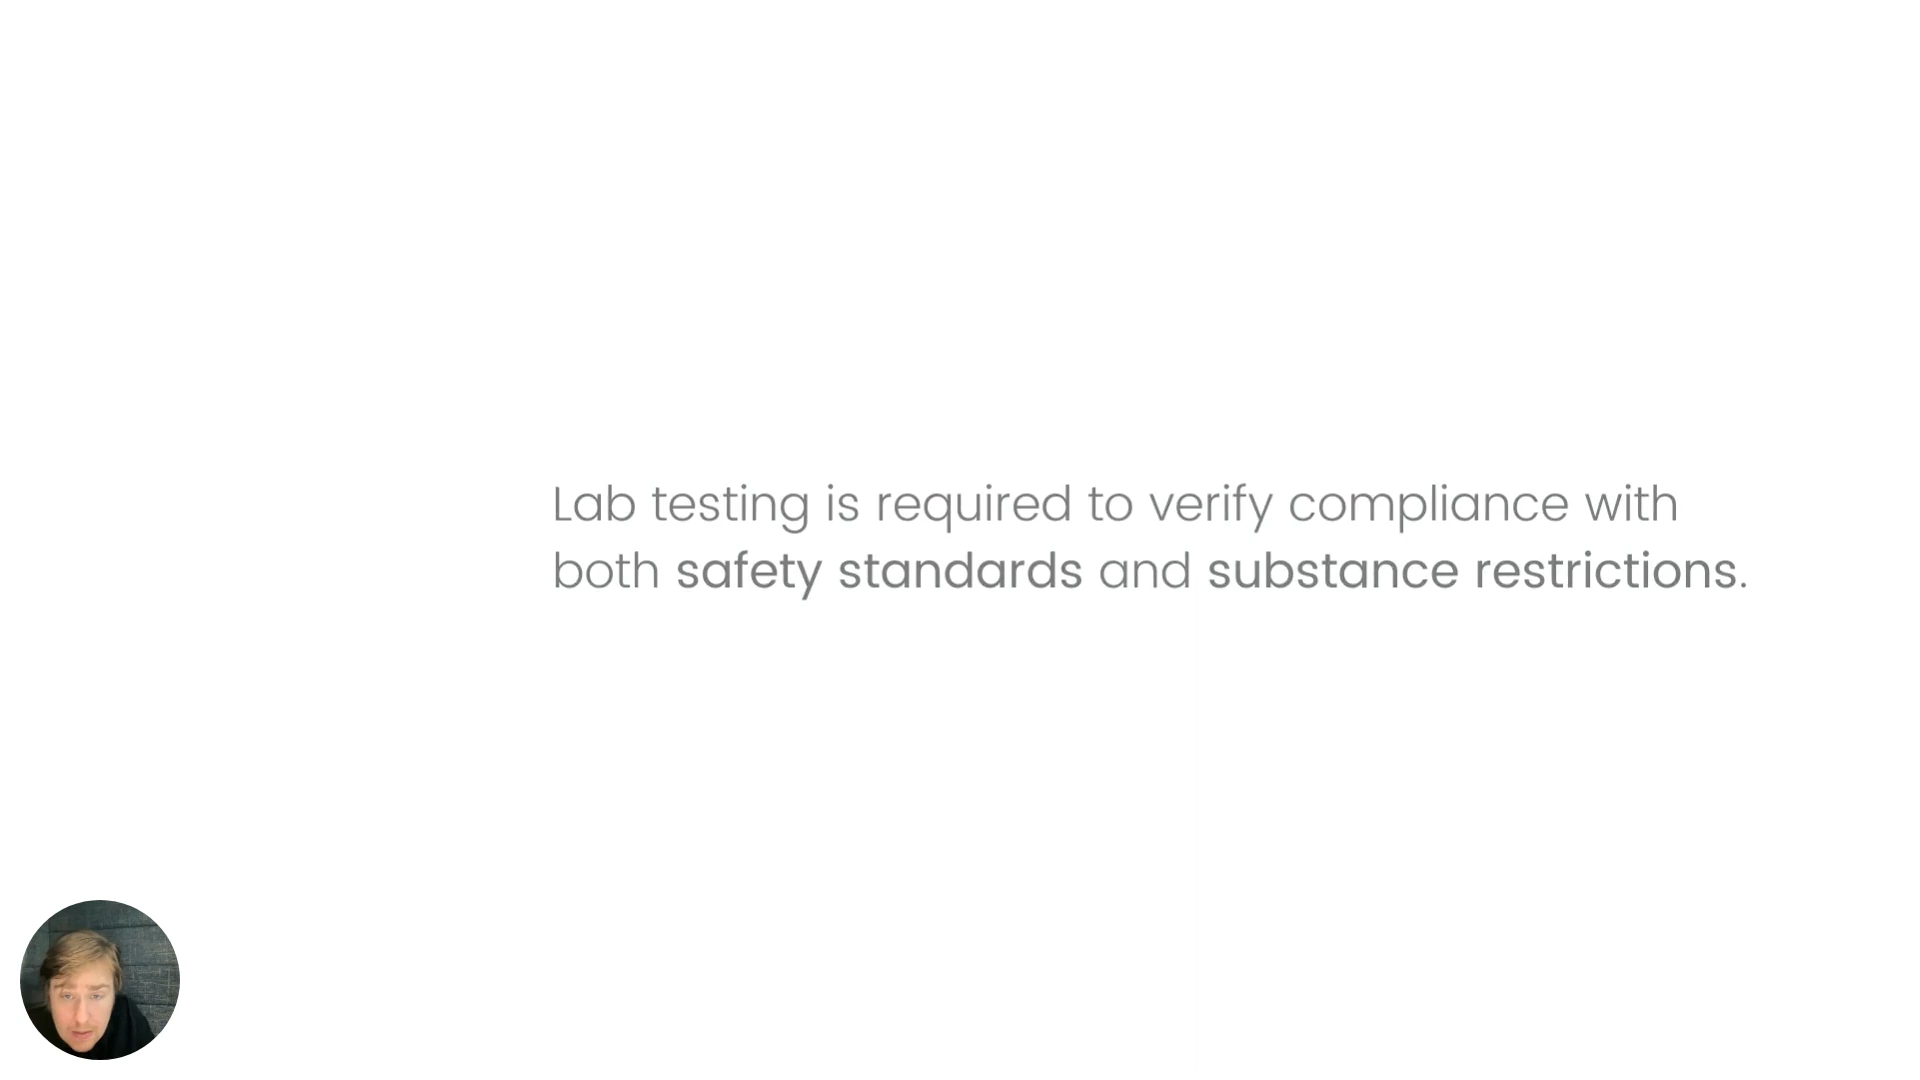 Lab testing is required to verify compliance with
both safety standards and substance restrictions.